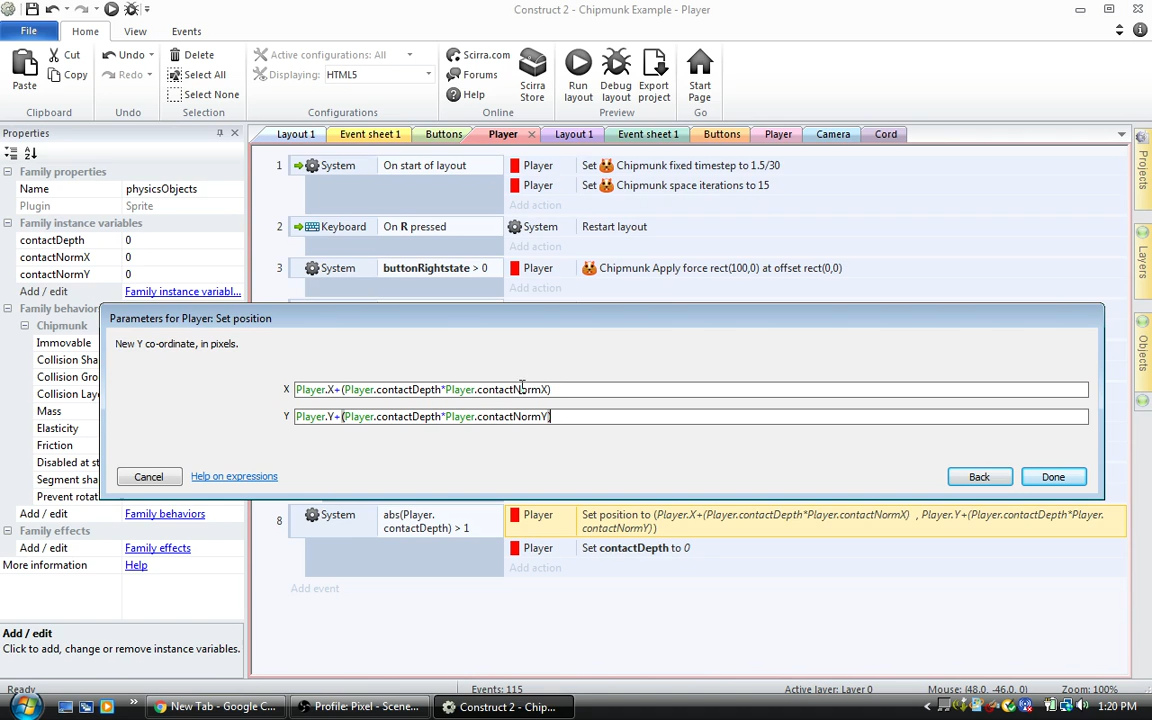 Construct 2 - Chipmunk Example - Player
File Home View Events
Paste Cut Copy Clipboard
Undo Redo Undo
Delete Select All Select None Selection
Active configurations: All
Displaying: HTML5
Configurations
Scirra.com Forums Help Scirra Store Online
Run layout Debug layout Export project Preview
Start Page Go
Properties
Layout 1 Event sheet 1 Buttons Player Layout 1 Event sheet 1 Buttons Player Camera Cord
Family properties
Name physicsObjects
Plugin Sprite
Family instance variables
contactDepth 0
contactNormX 0
contactNormY 0
Add / edit Family instance variabl...
Family behavior
Chipmunk
Immovable
Collision Sha
Collision Gro
Collision Lay
Mass
Elasticity
Friction
Disabled at st
Segment sha
Prevent rotat
Add / edit Family behaviors
Family effects
Add / edit Family effects
More information Help
Add / edit
Click to add, change or remove instance variables.
1 System On start of layout Player Set Chipmunk fixed timestep to 1.5/30
Player Set Chipmunk space iterations to 15
Add action
2 Keyboard On R pressed System Restart layout
Add action
3 System buttonRightstate > 0 Player Chipmunk Apply force rect(100,0) at offset rect(0,0)
Add action
Parameters for Player: Set position
New Y co-ordinate, in pixels.
X Player.X+(Player.contactDepth*Player.contactNormX)
Y Player.Y+(Player.contactDepth*Player.contactNormY)
Cancel Help on expressions Back Done
8 System abs(Player.contactDepth) > 1 Player Set position to (Player.X+(Player.contactDepth*Player.contactNormX) , Player.Y+(Player.contactDepth*Player.
contactNormY))
Player Set contactDepth to 0
Add action
Add event
Projects
Layers
Objects
Ready Events: 115 Active layer: Layer 0 Mouse: (48.0, -46.0, 0) Zoom: 100%
New Tab - Google C... Profile: Pixel - Scene... Construct 2 - Chip... 1:20 PM